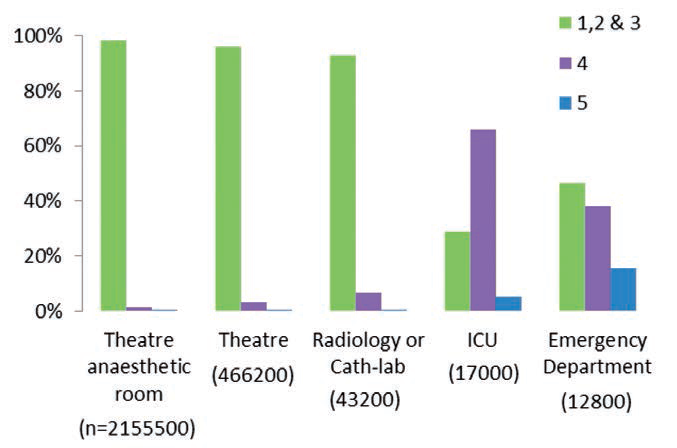 1,2 & 3
4
5
100%
80%
60%
40%
20%
0%
Theatre
anaesthetic
room
(n=2155500)
Theatre
(466200)
Radiology or
Cath-lab
(43200)
ICU
(17000)
Emergency
Department
(12800)